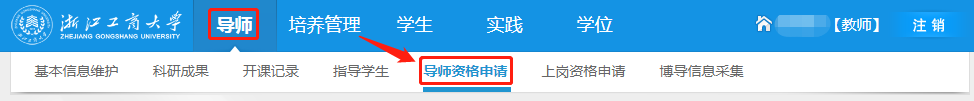 浙江工商大学
ZHEJIANG GONGSHANG UNIVERSITY
导师 培养管理 学生 实践 学位 【教师】 注 销
基本信息维护 科研成果 开课记录 指导学生 导师资格申请 上岗资格申请 博导信息采集